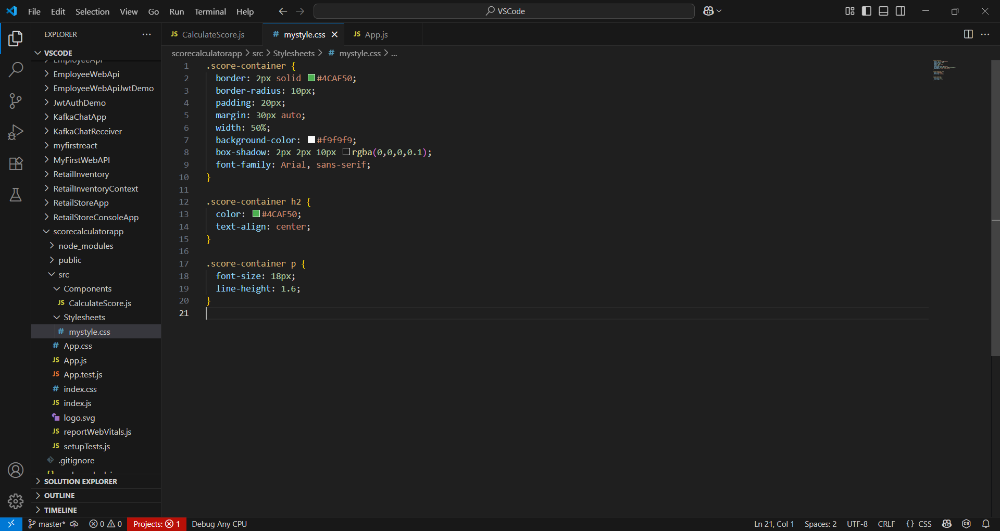 File Edit Selection View Go Run Terminal Help VSCode
EXPLORER
VSCODE
EmployeeApi
EmployeeWebApi
EmployeeWebApiJwtDemo
JwtAuthDemo
KafkaChatApp
KafkaChatReceiver
myfirstreact
MyFirstWebAPI
RetailInventory
RetailInventoryContext
RetailStoreApp
RetailStoreConsoleApp
scorecalculatorapp
node_modules
public
src
Components
JS CalculateScore.js
Stylesheets
# mystyle.css
# App.css
JS App.js
JS App.test.js
# index.css
JS index.js
logo.svg
JS reportWebVitals.js
JS setupTests.js
.gitignore
SOLUTION EXPLORER
OUTLINE
TIMELINE
JS CalculateScore.js # mystyle.css JS App.js
scorecalculatorapp > src > Stylesheets > # mystyle.css > ...
1 .score-container {
2 border: 2px solid #4CAF50;
3 border-radius: 10px;
4 padding: 20px;
5 margin: 30px auto;
6 width: 50%;
7 background-color: #f9f9f9;
8 box-shadow: 2px 2px 10px rgba(0,0,0,0.1);
9 font-family: Arial, sans-serif;
10 }
11
12 .score-container h2 {
13 color: #4CAF50;
14 text-align: center;
15 }
16
17 .score-container p {
18 font-size: 18px;
19 line-height: 1.6;
20 }
21
master* 0 0 Projects: 1 Debug Any CPU Ln 21, Col 1 Spaces: 2 UTF-8 CRLF {} CSS